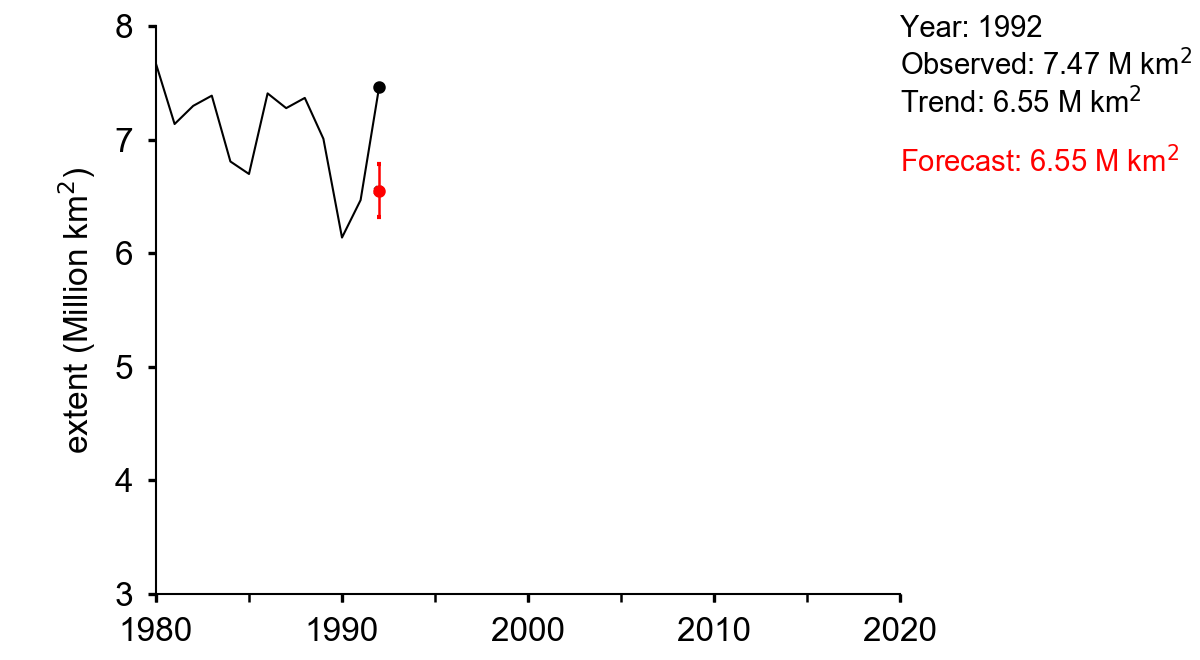 Year: 1992
Observed: 7.47 M km²
Trend: 6.55 M km²
Forecast: 6.55 M km²
extent (Million km²)
8
7
6
5
4
3
1980
1990
2000
2010
2020